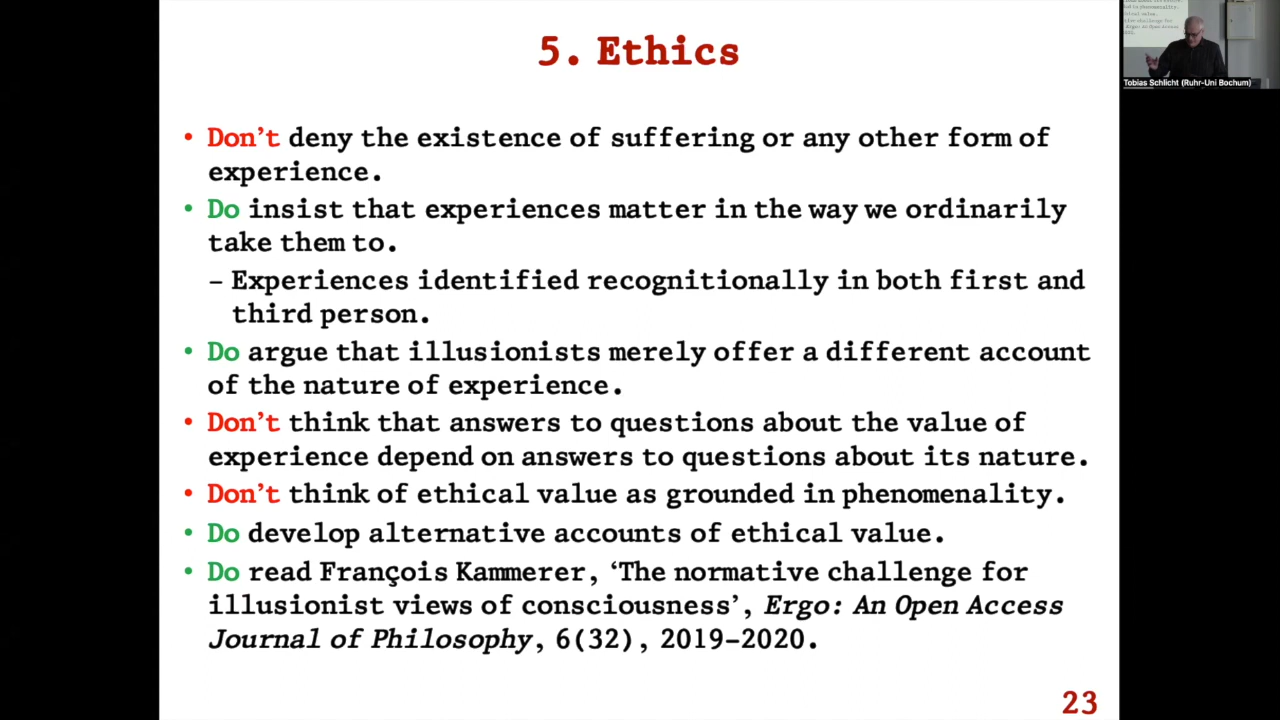 5. Ethics
• Don't deny the existence of suffering or any other form of
experience.
• Do insist that experiences matter in the way we ordinarily
take them to.
– Experiences identified recognitionally in both first and
third person.
• Do argue that illusionists merely offer a different account
of the nature of experience.
• Don't think that answers to questions about the value of
experience depend on answers to questions about its nature.
• Don't think of ethical value as grounded in phenomenality.
• Do develop alternative accounts of ethical value.
• Do read François Kammerer, ‘The normative challenge for
illusionist views of consciousness’, Ergo: An Open Access
Journal of Philosophy, 6(32), 2019–2020.
23
Tobias Schlicht (Ruhr-Uni Bochum)